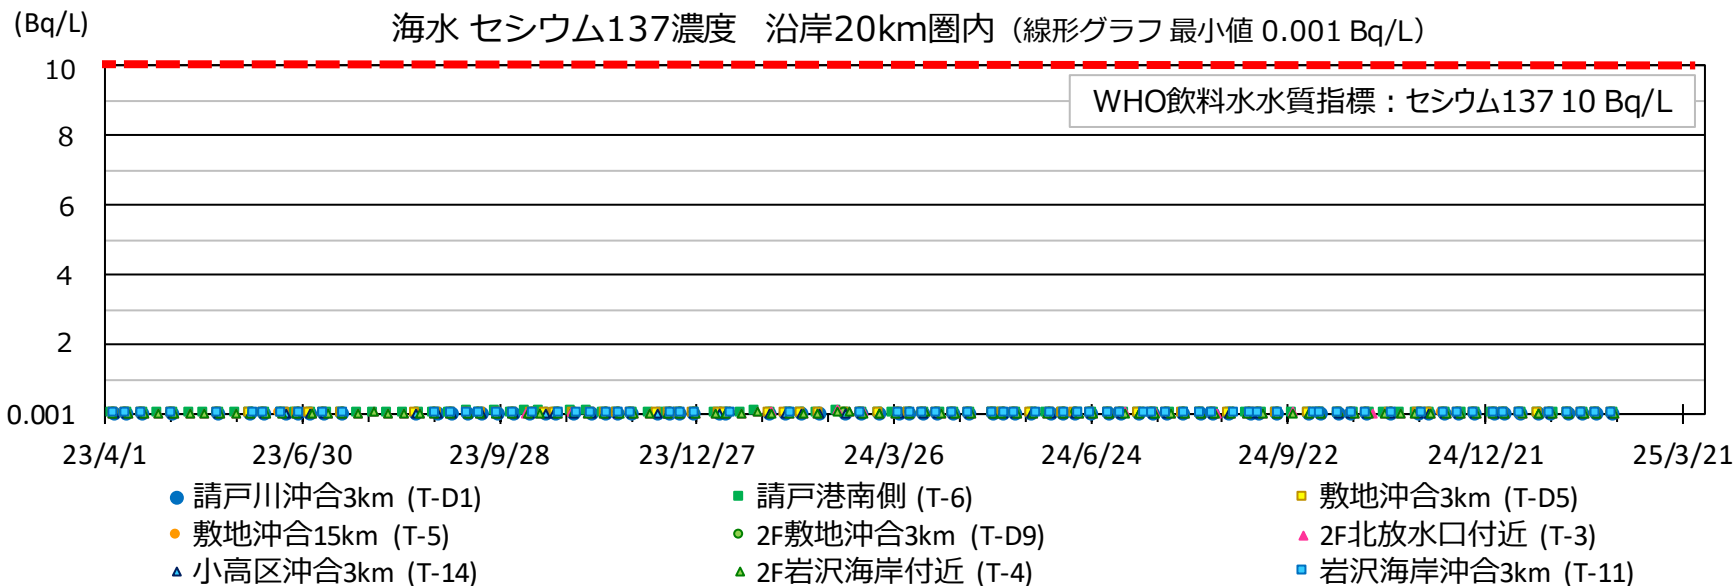 (Bq/L)
海水 セシウム137濃度 沿岸20km圏内（線形グラフ 最小値 0.001 Bq/L）
10
WHO飲料水水質指標：セシウム137 10 Bq/L
8
6
4
2
0.001
23/4/1 23/6/30 23/9/28 23/12/27 24/3/26 24/6/24 24/9/22 24/12/21 25/3/21
請戸川沖合3km (T-D1) 請戸港南側 (T-6) 敷地沖合3km (T-D5)
敷地沖合15km (T-5) 2F敷地沖合3km (T-D9) 2F北放水口付近 (T-3)
小高区沖合3km (T-14) 2F岩沢海岸付近 (T-4) 岩沢海岸沖合3km (T-11)